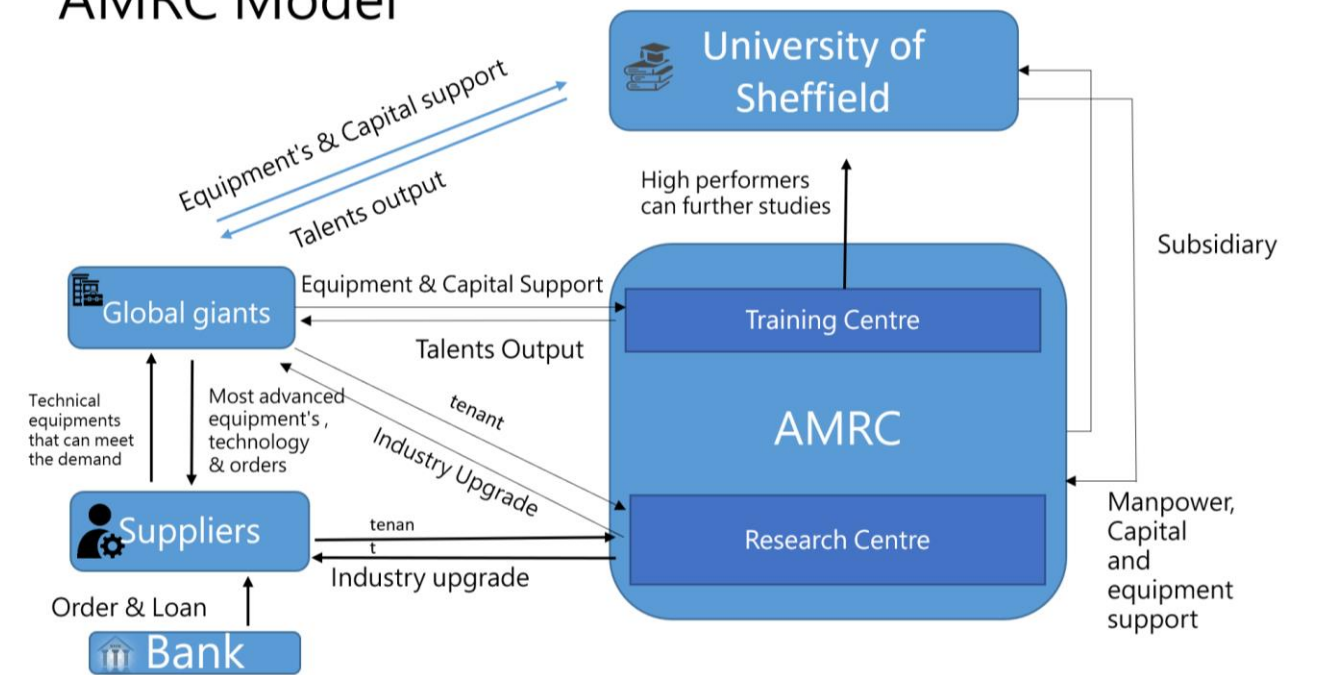 AMRC Model
University of
Sheffield
Equipment's & Capital support
Talents output
High performers
can further studies
Subsidiary
Global giants
Equipment & Capital Support
Training Centre
Talents Output
Technical
equipments
that can meet
the demand
Most advanced
equipment's ,
technology
& orders
tenant
Industry Upgrade
AMRC
Suppliers
tenan
t
Industry upgrade
Research Centre
Manpower,
Capital
and
equipment
support
Order & Loan
Bank